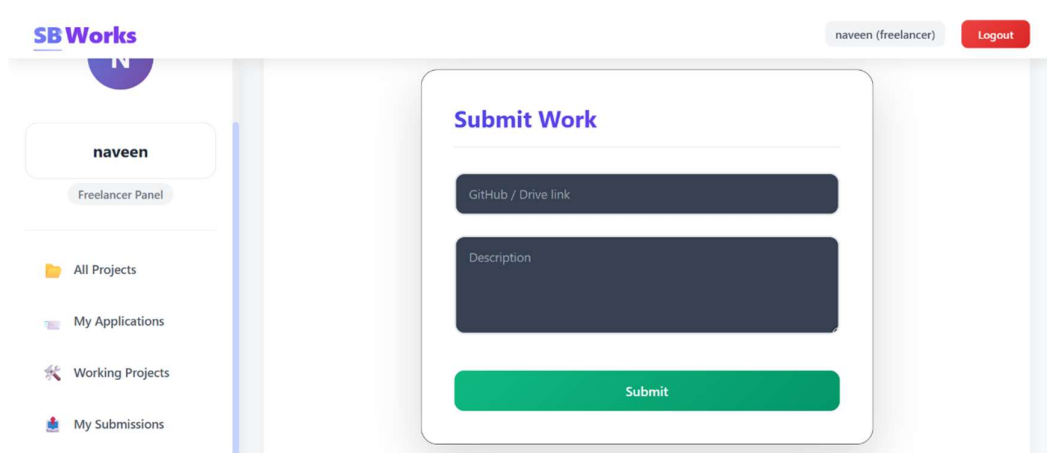 SB Works
naveen (freelancer)
Logout
N
naveen
Freelancer Panel
All Projects
My Applications
Working Projects
My Submissions
Submit Work
GitHub / Drive link
Description
Submit